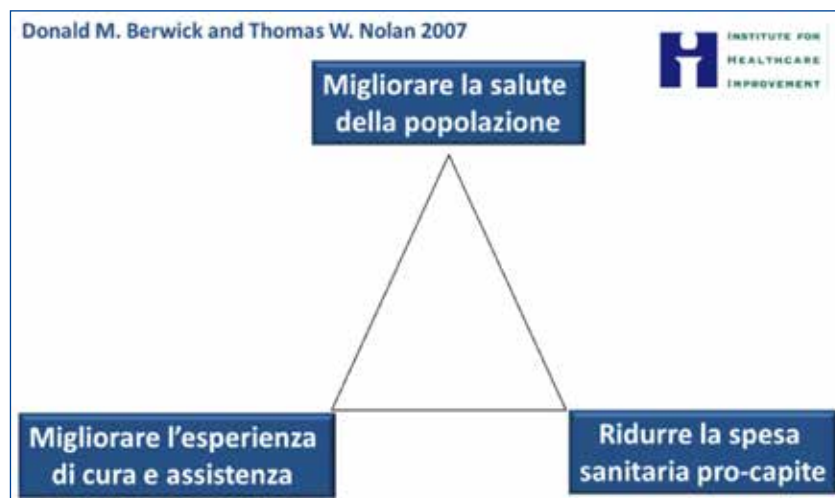 Donald M. Berwick and Thomas W. Nolan 2007
INSTITUTE FOR
HEALTHCARE
IMPROVEMENT
Migliorare la salute
della popolazione
Migliorare l’esperienza
di cura e assistenza
Ridurre la spesa
sanitaria pro-capite